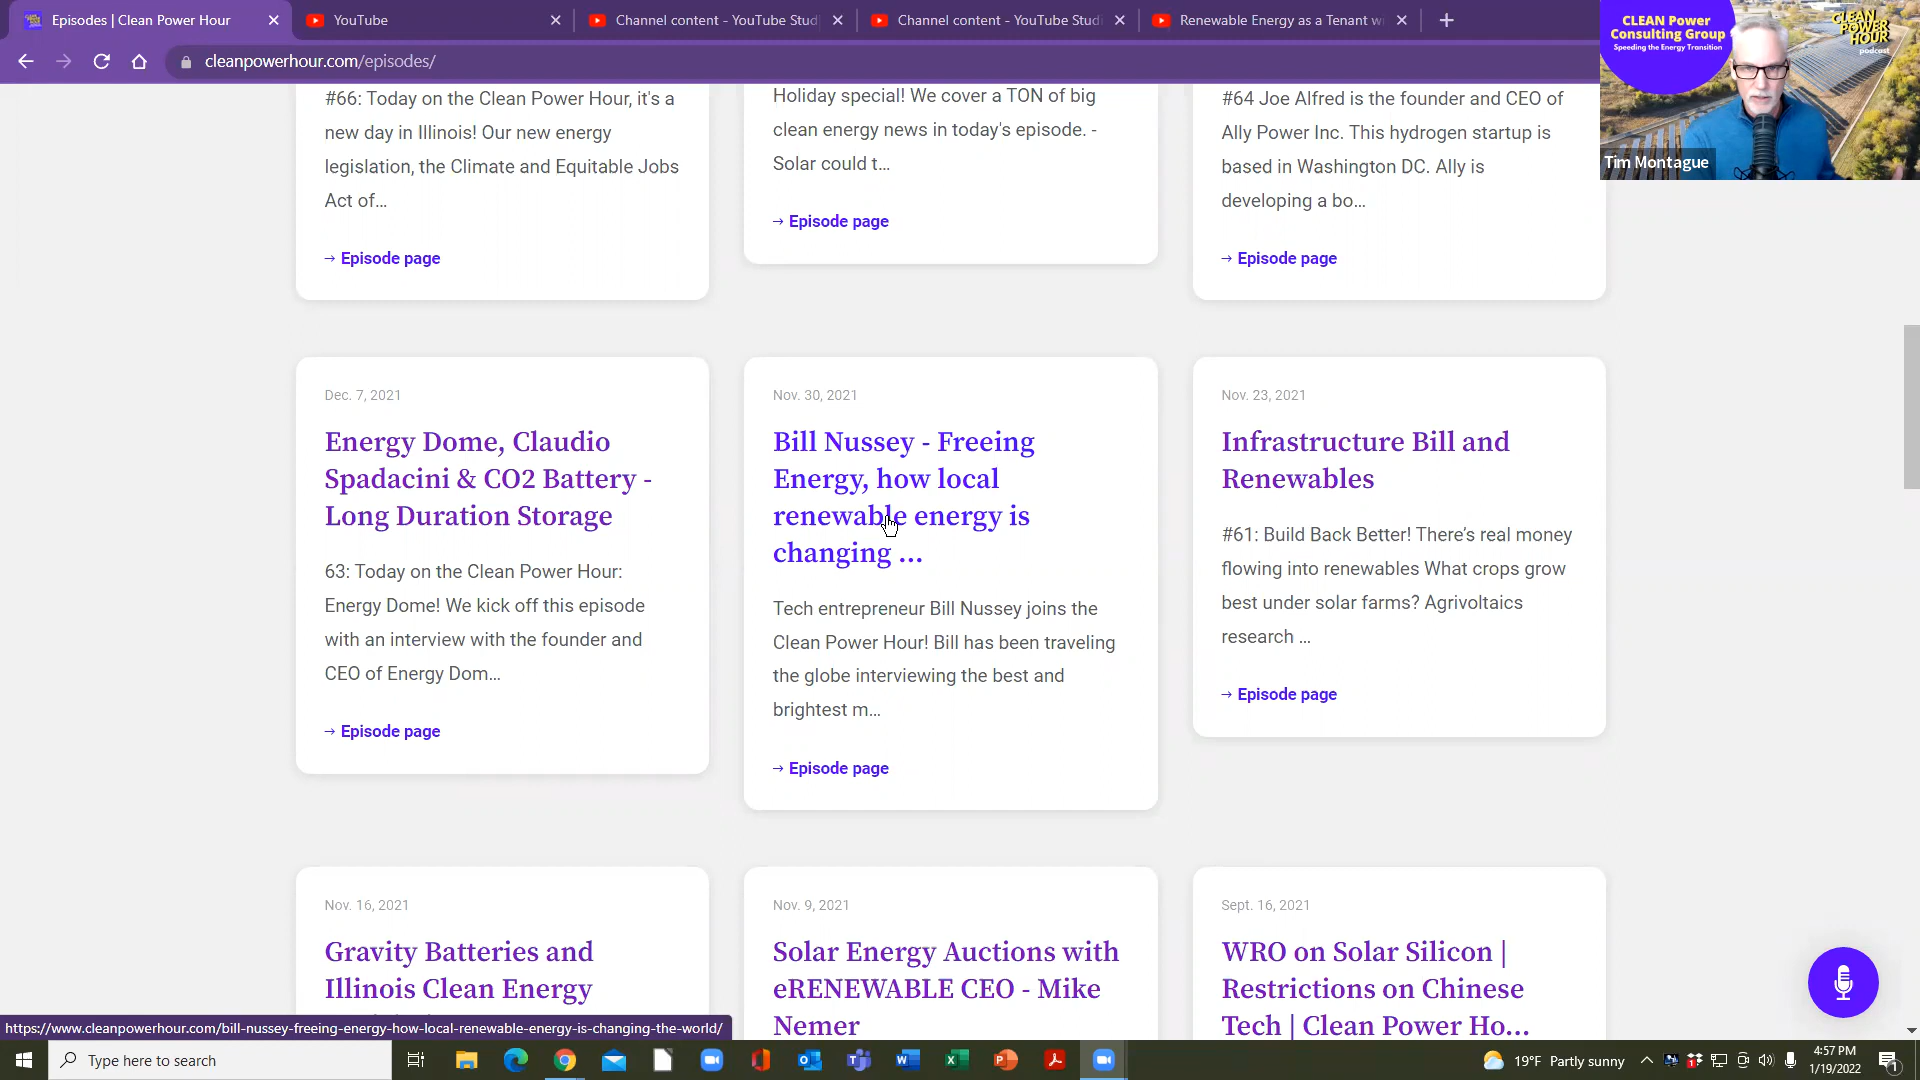 Episodes | Clean Power Hour
YouTube
Channel content - YouTube Stud
Channel content - YouTube Studi
Renewable Energy as a Tenant w
cleanpowerhour.com/episodes/
CLEAN Power
Consulting Group
Speeding the Energy Transition
CLEAN
POWER
HOUR
podcast
Tim Montague
#66: Today on the Clean Power Hour, it's a
new day in Illinois! Our new energy
legislation, the Climate and Equitable Jobs
Act of...
→ Episode page
Holiday special! We cover a TON of big
clean energy news in today's episode. -
Solar could t...
→ Episode page
#64 Joe Alfred is the founder and CEO of
Ally Power Inc. This hydrogen startup is
based in Washington DC. Ally is
developing a bo...
→ Episode page
Dec. 7, 2021
Energy Dome, Claudio
Spadacini & CO2 Battery -
Long Duration Storage
63: Today on the Clean Power Hour:
Energy Dome! We kick off this episode
with an interview with the founder and
CEO of Energy Dom...
→ Episode page
Nov. 30, 2021
Bill Nussey - Freeing
Energy, how local
renewable energy is
changing ...
Tech entrepreneur Bill Nussey joins the
Clean Power Hour! Bill has been traveling
the globe interviewing the best and
brightest m...
→ Episode page
Nov. 23, 2021
Infrastructure Bill and
Renewables
#61: Build Back Better! There's real money
flowing into renewables What crops grow
best under solar farms? Agrivoltaics
research ...
→ Episode page
Nov. 16, 2021
Gravity Batteries and
Illinois Clean Energy
Nov. 9, 2021
Solar Energy Auctions with
eRENEWABLE CEO - Mike
Nemer
Sept. 16, 2021
WRO on Solar Silicon |
Restrictions on Chinese
Tech | Clean Power Ho...
https://www.cleanpowerhour.com/bill-nussey-freeing-energy-how-local-renewable-energy-is-changing-the-world/
Type here to search
19°F Partly sunny
4:57 PM
1/19/2022
1